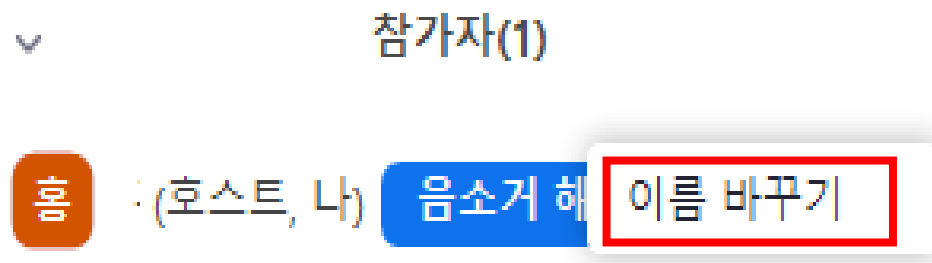 참가자(1)
홍 (호스트, 나) 음소거 해 이름 바꾸기